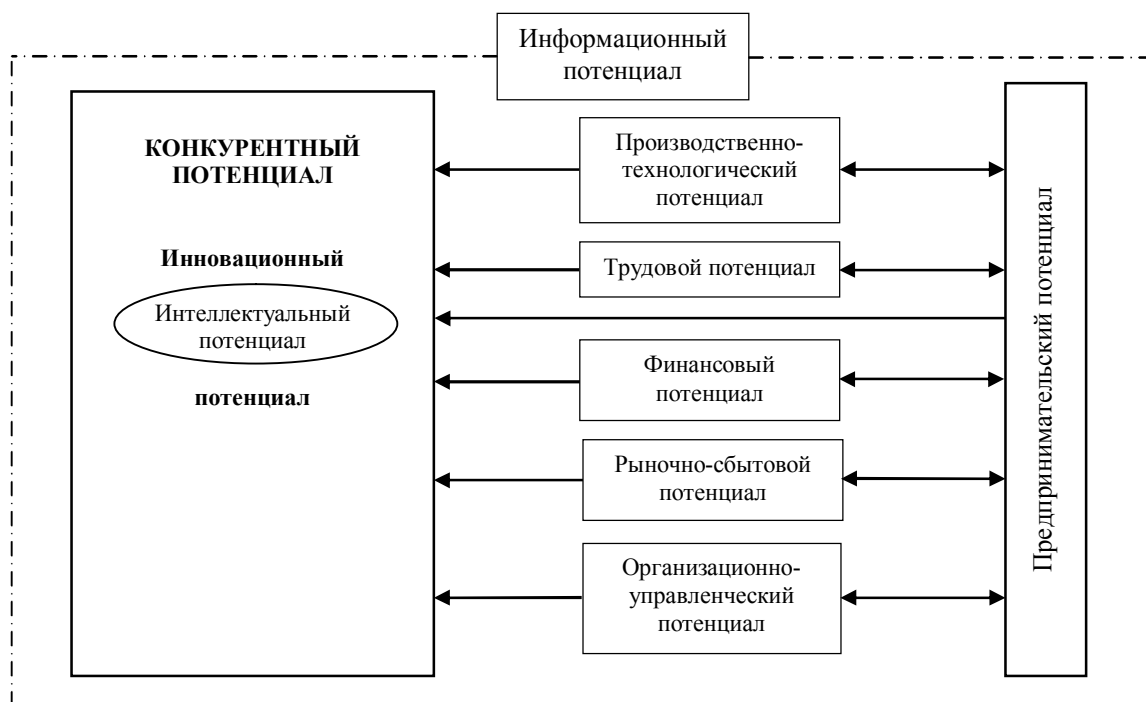 Информационный
потенциал
КОНКУРЕНТНЫЙ
ПОТЕНЦИАЛ
Инновационный
Интеллектуальный
потенциал
потенциал
Производственно-
технологический
потенциал
Трудовой потенциал
Финансовый
потенциал
Рыночно-сбытовой
потенциал
Организационно-
управленческий
потенциал
Предпринимательский потенциал